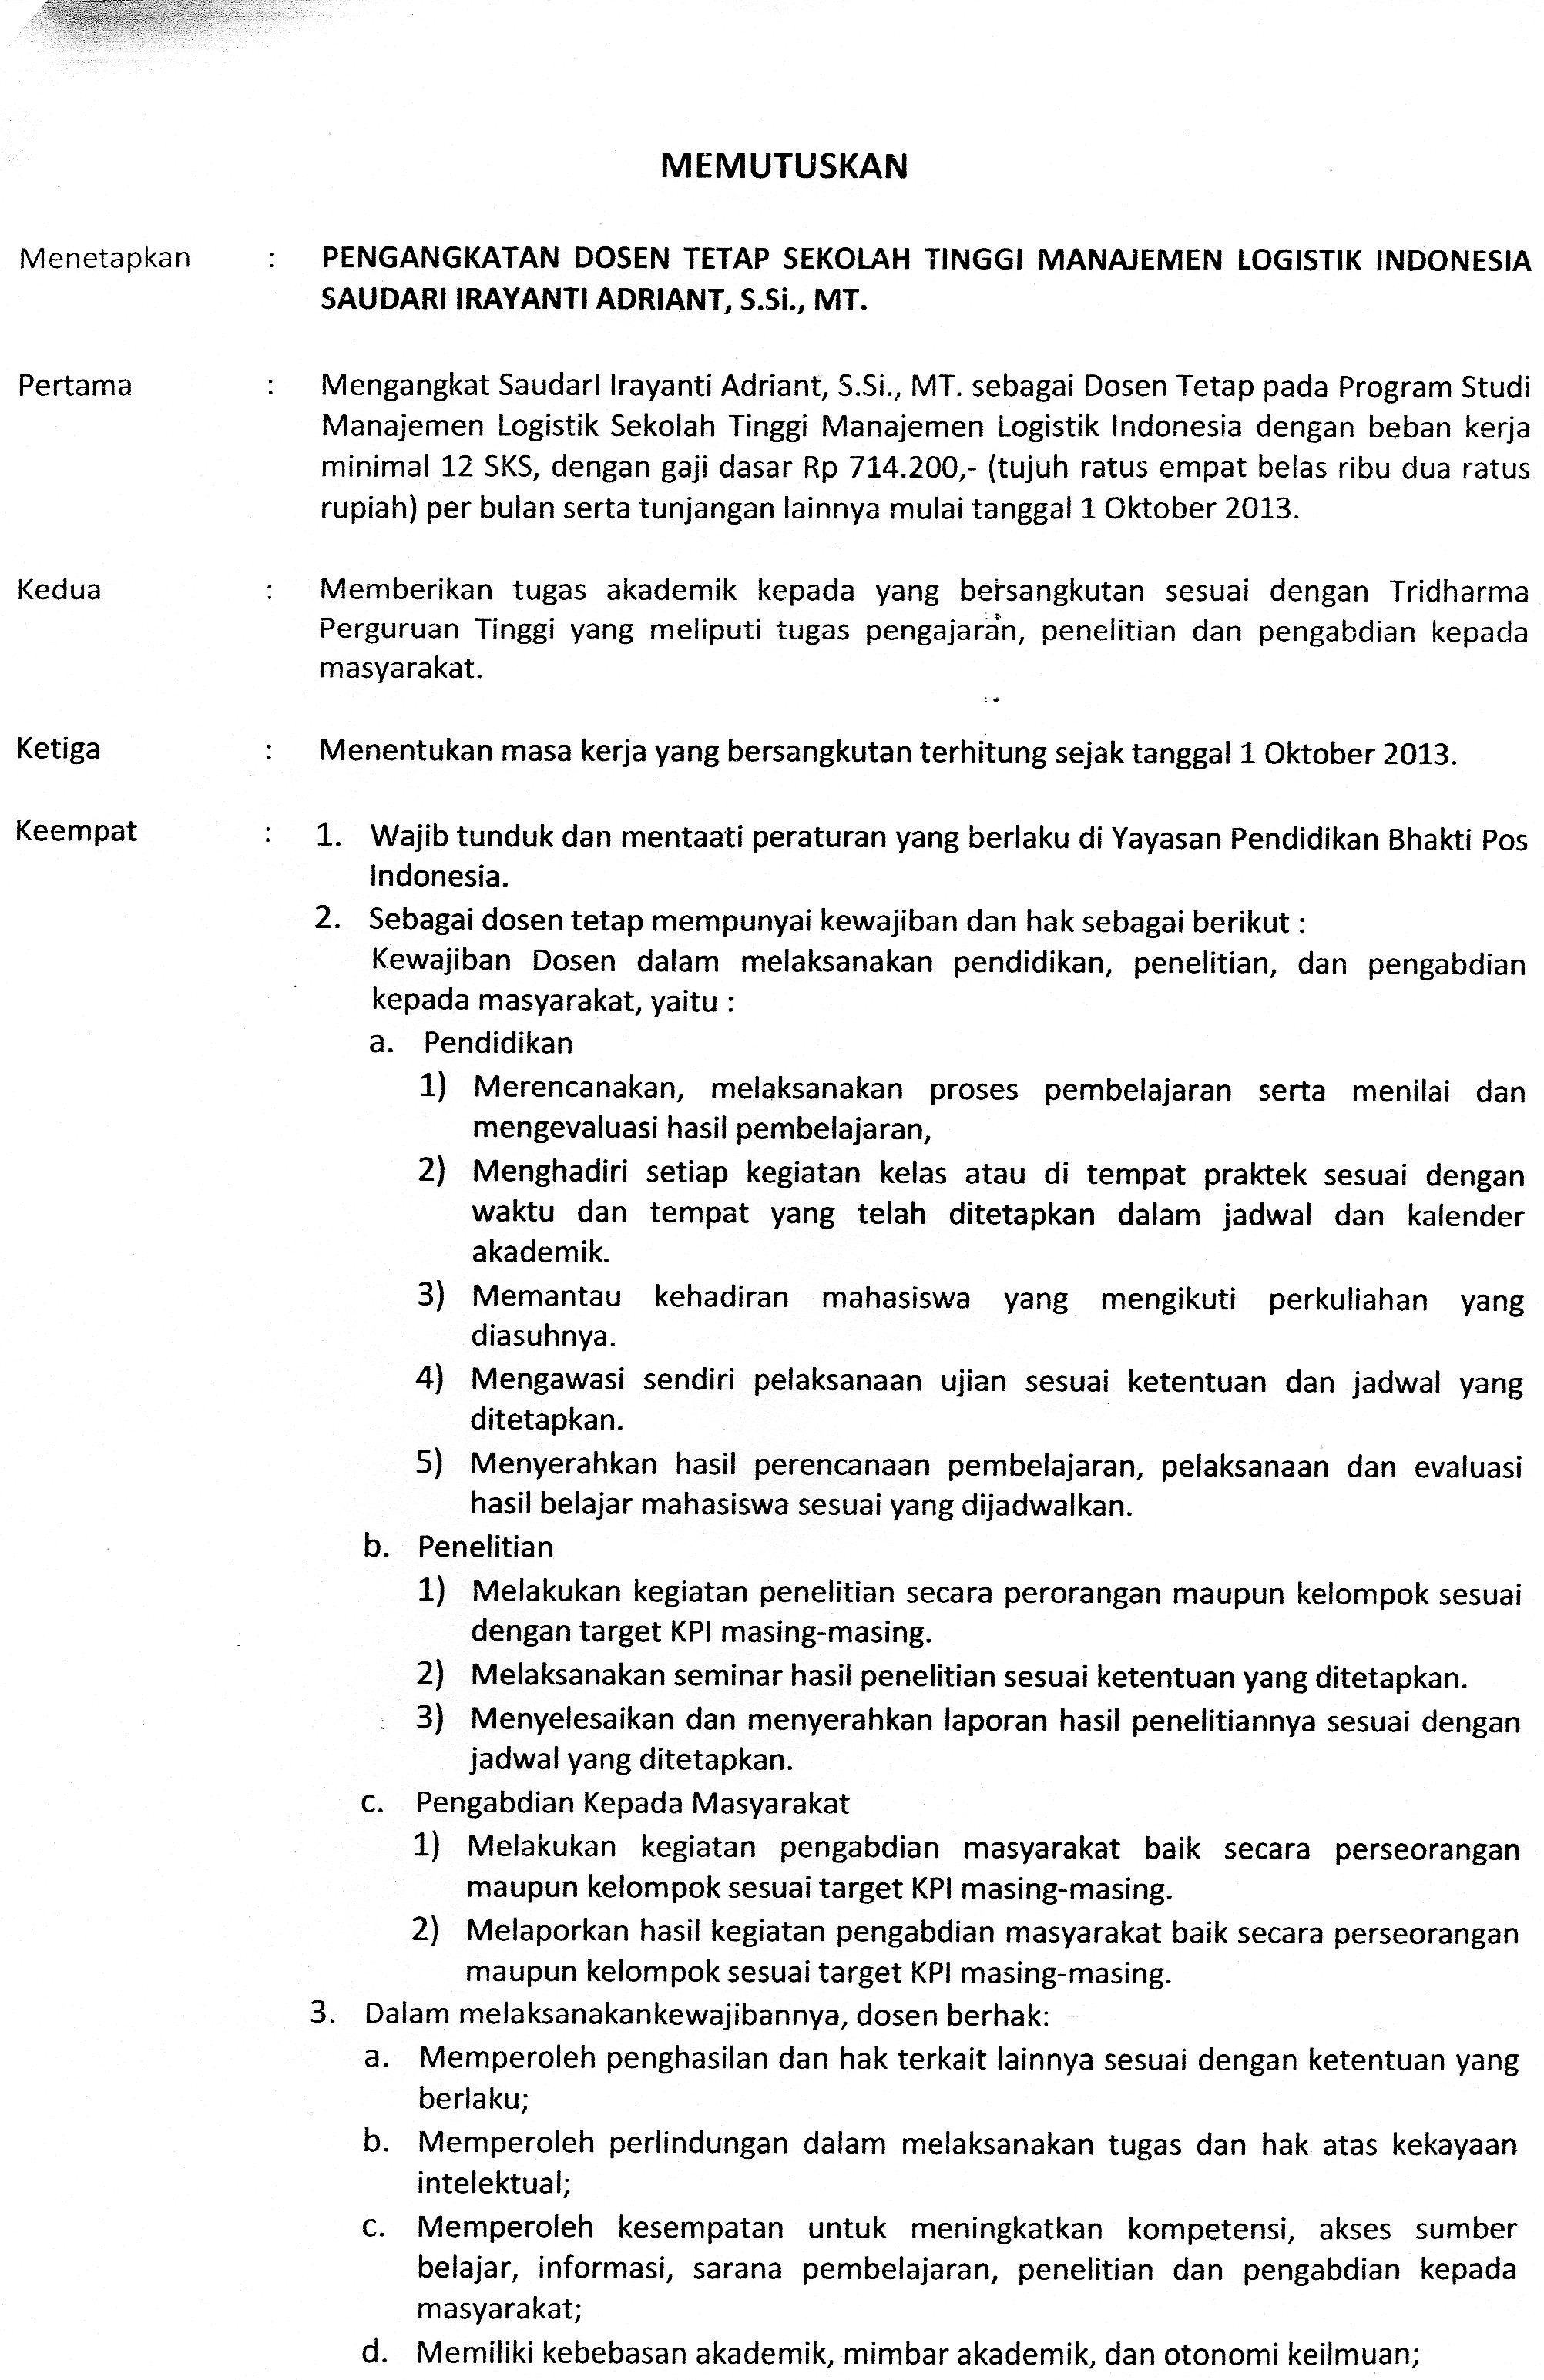 MEMUTUSKAN
Menetapkan : PENGANGKATAN DOSEN TETAP SEKOLAH TINGGI MANAJEMEN LOGISTIK INDONESIA
SAUDARI IRAYANTI ADRIANT, S.Si., MT.
Pertama : Mengangkat Saudari Irayanti Adriant, S.Si., MT. sebagai Dosen Tetap pada Program Studi
Manajemen Logistik Sekolah Tinggi Manajemen Logistik Indonesia dengan beban kerja
minimal 12 SKS, dengan gaji dasar Rp 714.200,- (tujuh ratus empat belas ribu dua ratus
rupiah) per bulan serta tunjangan lainnya mulai tanggal 1 Oktober 2013.
Kedua : Memberikan tugas akademik kepada yang bersangkutan sesuai dengan Tridharma
Perguruan Tinggi yang meliputi tugas pengajaran, penelitian dan pengabdian kepada
masyarakat.
Ketiga : Menentukan masa kerja yang bersangkutan terhitung sejak tanggal 1 Oktober 2013.
Keempat : 1. Wajib tunduk dan mentaati peraturan yang berlaku di Yayasan Pendidikan Bhakti Pos
Indonesia.
2. Sebagai dosen tetap mempunyai kewajiban dan hak sebagai berikut :
Kewajiban Dosen dalam melaksanakan pendidikan, penelitian, dan pengabdian
kepada masyarakat, yaitu :
a. Pendidikan
1) Merencanakan, melaksanakan proses pembelajaran serta menilai dan
mengevaluasi hasil pembelajaran,
2) Menghadiri setiap kegiatan kelas atau di tempat praktek sesuai dengan
waktu dan tempat yang telah ditetapkan dalam jadwal dan kalender
akademik.
3) Memantau kehadiran mahasiswa yang mengikuti perkuliahan yang
diasuhnya.
4) Mengawasi sendiri pelaksanaan ujian sesuai ketentuan dan jadwal yang
ditetapkan.
5) Menyerahkan hasil perencanaan pembelajaran, pelaksanaan dan evaluasi
hasil belajar mahasiswa sesuai yang dijadwalkan.
b. Penelitian
1) Melakukan kegiatan penelitian secara perorangan maupun kelompok sesuai
dengan target KPI masing-masing.
2) Melaksanakan seminar hasil penelitian sesuai ketentuan yang ditetapkan.
3) Menyelesaikan dan menyerahkan laporan hasil penelitiannya sesuai dengan
jadwal yang ditetapkan.
c. Pengabdian Kepada Masyarakat
1) Melakukan kegiatan pengabdian masyarakat baik secara perseorangan
maupun kelompok sesuai target KPI masing-masing.
2) Melaporkan hasil kegiatan pengabdian masyarakat baik secara perseorangan
maupun kelompok sesuai target KPI masing-masing.
3. Dalam melaksanakankewajibannya, dosen berhak:
a. Memperoleh penghasilan dan hak terkait lainnya sesuai dengan ketentuan yang
berlaku;
b. Memperoleh perlindungan dalam melaksanakan tugas dan hak atas kekayaan
intelektual;
c. Memperoleh kesempatan untuk meningkatkan kompetensi, akses sumber
belajar, informasi, sarana pembelajaran, penelitian dan pengabdian kepada
masyarakat;
d. Memiliki kebebasan akademik, mimbar akademik, dan otonomi keilmuan;